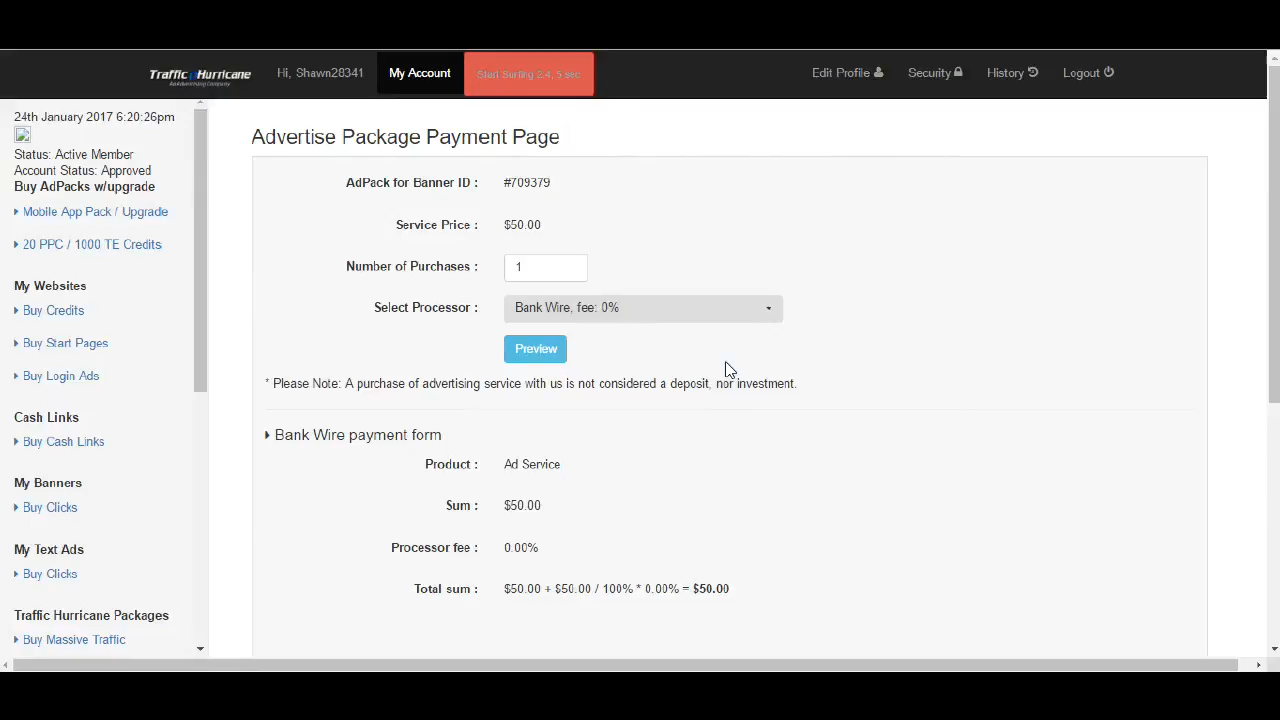 Traffic Hurricane
Hi, Shawn28341
My Account
Start Surfing 2.4, 5 sec
Edit Profile
Security
History
Logout
24th January 2017 6:20:26pm
Status: Active Member
Account Status: Approved
Buy AdPacks w/upgrade
Mobile App Pack / Upgrade
20 PPC / 1000 TE Credits
My Websites
Buy Credits
Buy Start Pages
Buy Login Ads
Cash Links
Buy Cash Links
My Banners
Buy Clicks
My Text Ads
Buy Clicks
Traffic Hurricane Packages
Buy Massive Traffic
Advertise Package Payment Page
AdPack for Banner ID : #709379
Service Price : $50.00
Number of Purchases : 1
Select Processor : Bank Wire, fee: 0%
Preview
* Please Note: A purchase of advertising service with us is not considered a deposit, nor investment.
Bank Wire payment form
Product : Ad Service
Sum : $50.00
Processor fee : 0.00%
Total sum : $50.00 + $50.00 / 100% * 0.00% = $50.00